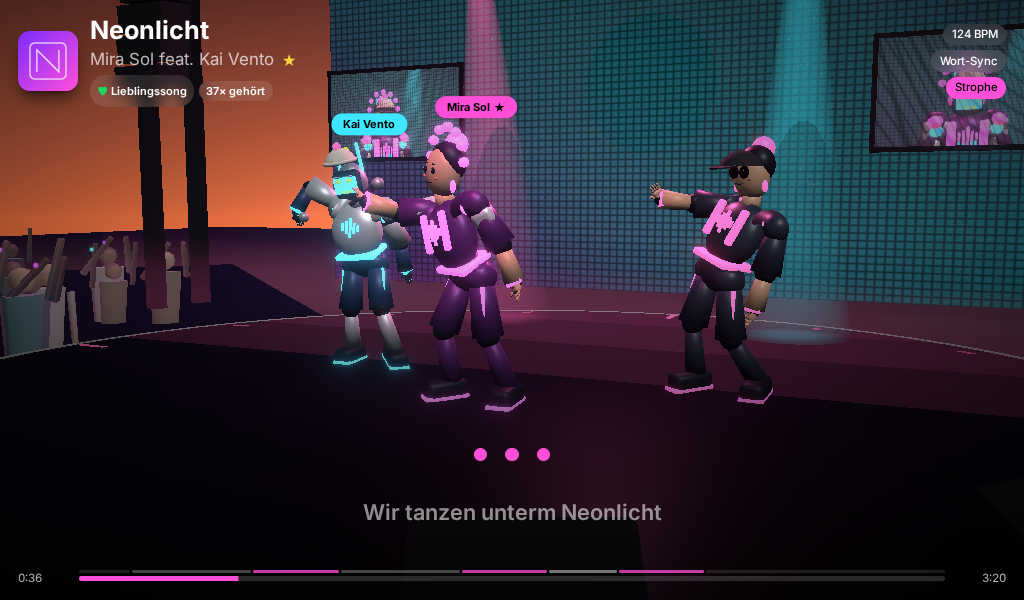 Neonlicht
Mira Sol feat. Kai Vento ★
Lieblingssong
37× gehört
124 BPM
Wort-Sync
Strophe
Mira Sol ★
Kai Vento
Wir tanzen unterm Neonlicht
0:36
3:20